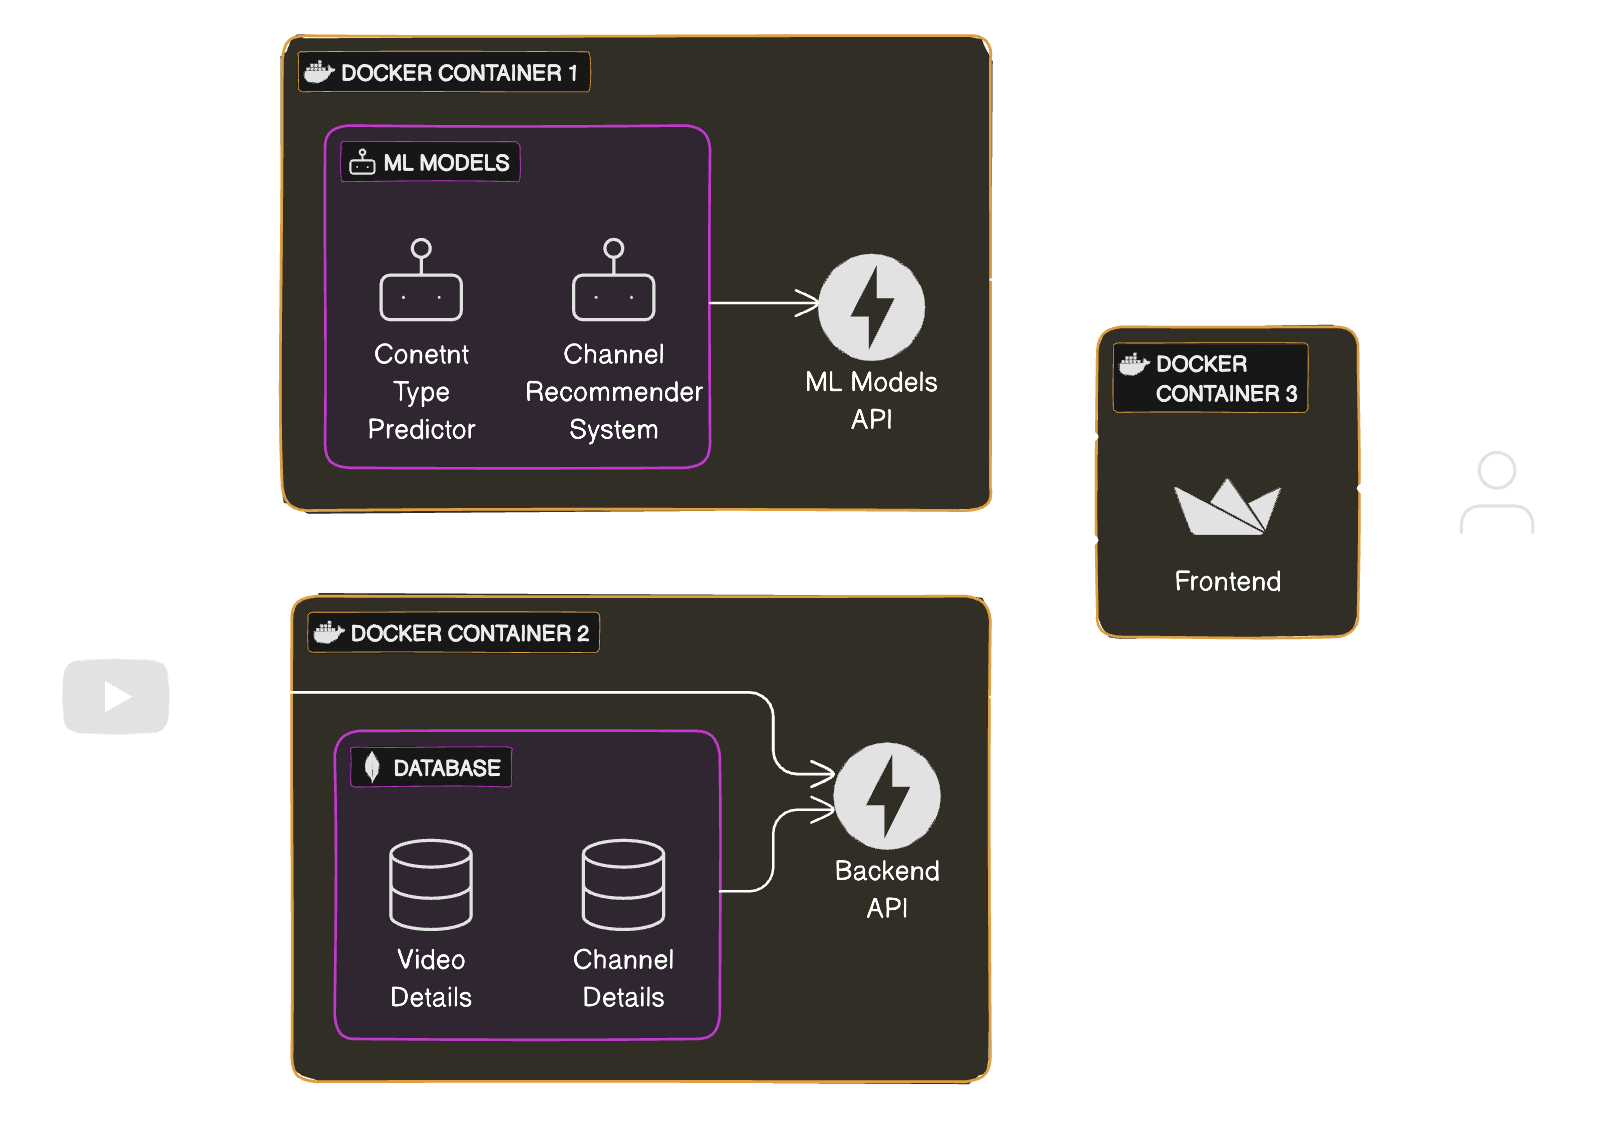 DOCKER CONTAINER 1
ML MODELS
Conetnt
Type
Predictor
Channel
Recommender
System
ML Models
API
DOCKER
CONTAINER 3
Frontend
DOCKER CONTAINER 2
DATABASE
Video
Details
Channel
Details
Backend
API